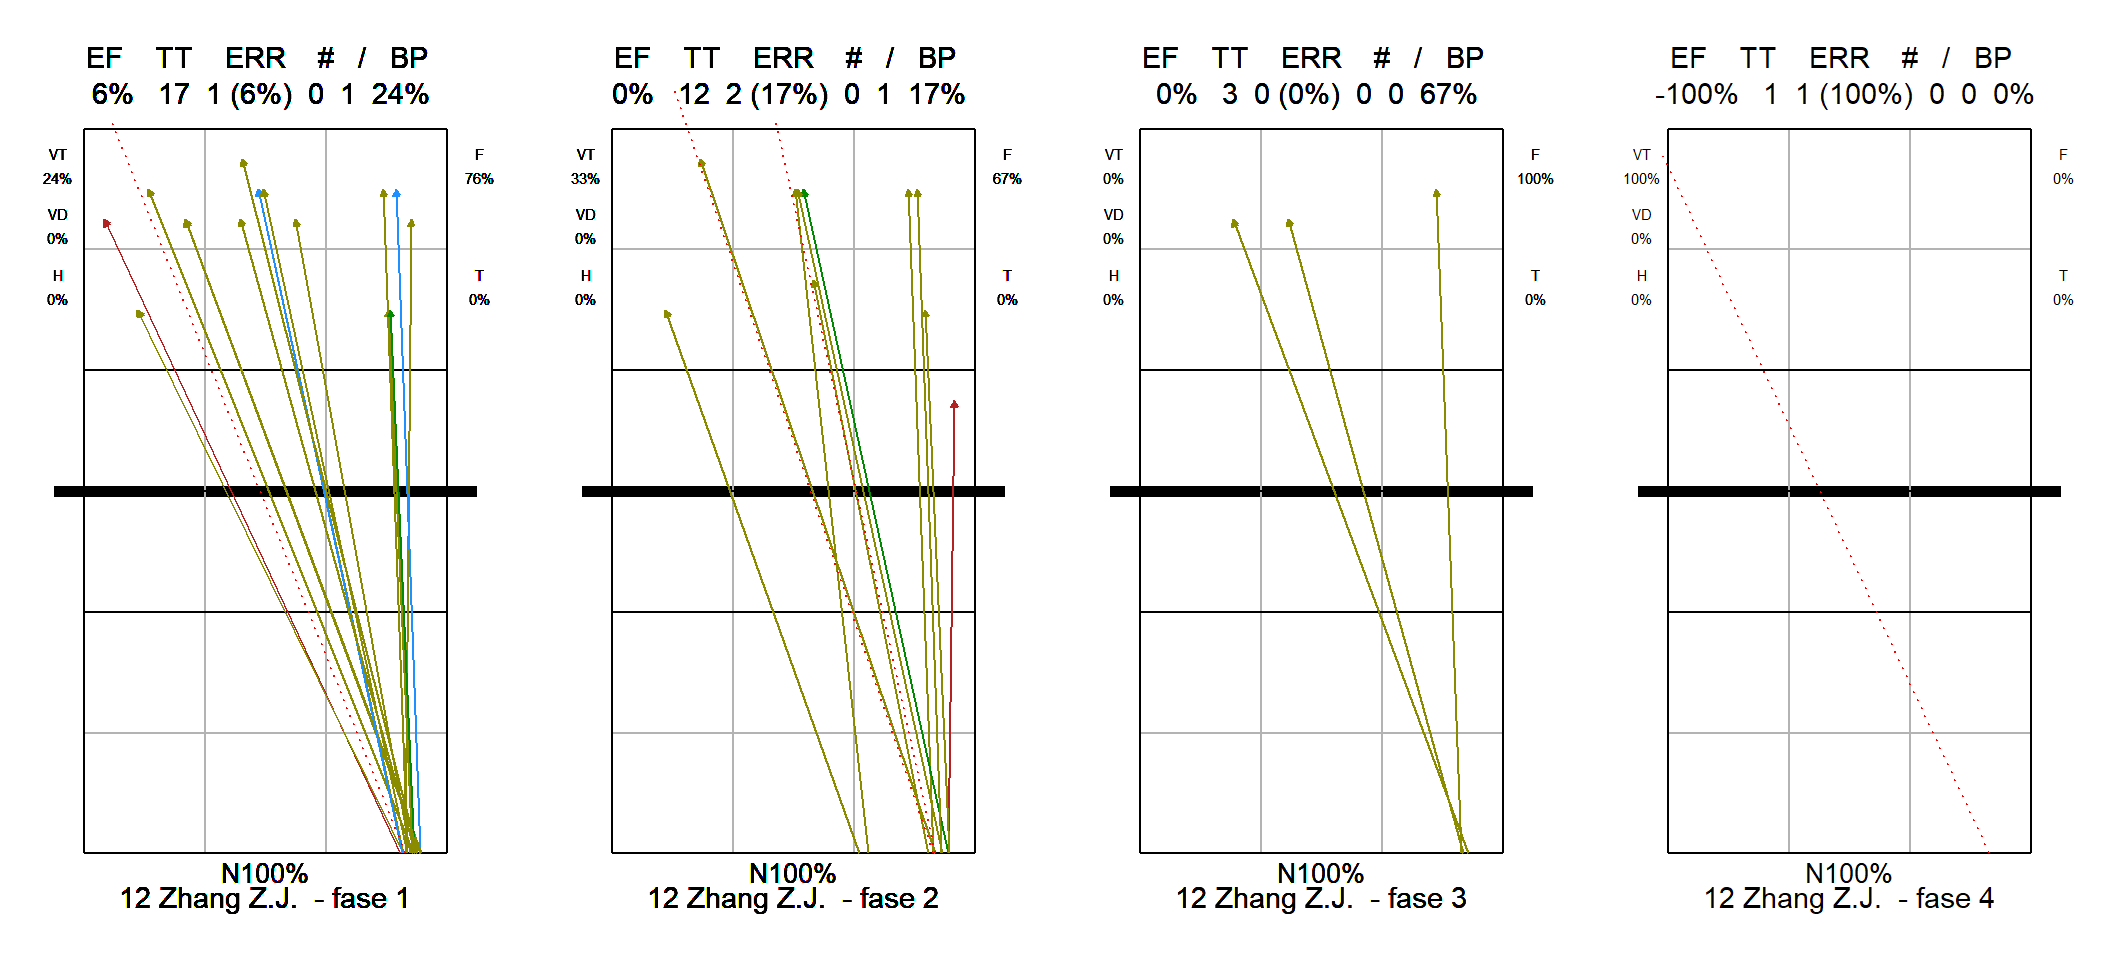 EF TT ERR # / BP
6% 17 1 (6%) 0 1 24%
VT
24%
VD
0%
H
0%
F
76%
T
0%
N100%
12 Zhang Z.J. - fase 1
EF TT ERR # / BP
0% 12 2 (17%) 0 1 17%
VT
33%
VD
0%
H
0%
F
67%
T
0%
N100%
12 Zhang Z.J. - fase 2
EF TT ERR # / BP
0% 3 0 (0%) 0 0 67%
VT
0%
VD
0%
H
0%
F
100%
T
0%
N100%
12 Zhang Z.J. - fase 3
EF TT ERR # / BP
-100% 1 1 (100%) 0 0 0%
VT
100%
VD
0%
H
0%
F
0%
T
0%
N100%
12 Zhang Z.J. - fase 4